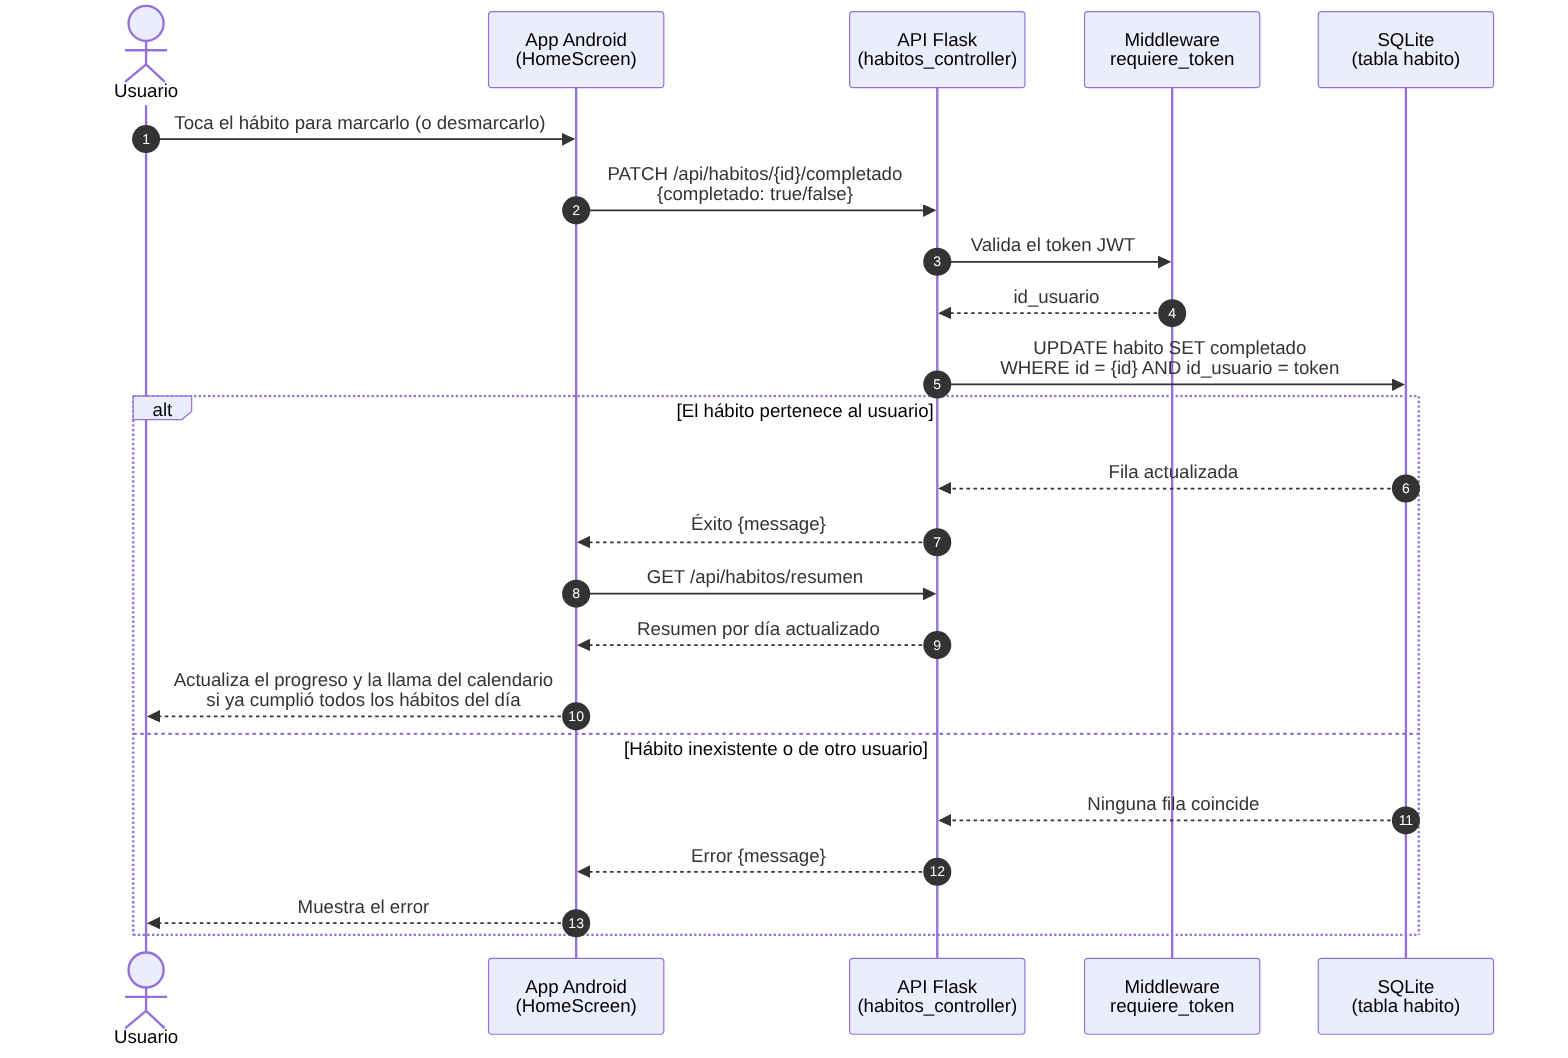 Usuario
App Android
(HomeScreen)
API Flask
(habitos_controller)
Middleware
requiere_token
SQLite
(tabla habito)
1
Toca el hábito para marcarlo (o desmarcarlo)
PATCH /api/habitos/{id}/completado
{completado: true/false}
2
Valida el token JWT
3
id_usuario
4
UPDATE habito SET completado
WHERE id = {id} AND id_usuario = token
5
alt
[El hábito pertenece al usuario]
Fila actualizada
6
Éxito {message}
7
GET /api/habitos/resumen
8
Resumen por día actualizado
9
Actualiza el progreso y la llama del calendario
si ya cumplió todos los hábitos del día
10
[Hábito inexistente o de otro usuario]
Ninguna fila coincide
11
Error {message}
12
Muestra el error
13
Usuario
App Android
(HomeScreen)
API Flask
(habitos_controller)
Middleware
requiere_token
SQLite
(tabla habito)